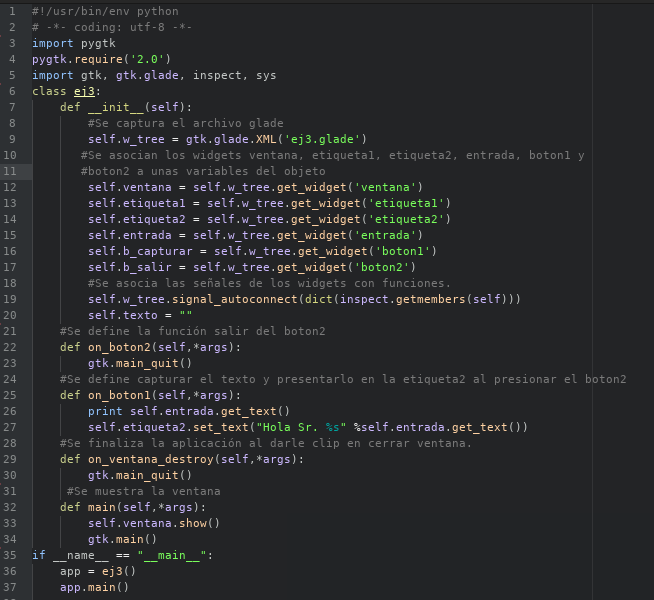 1 #!/usr/bin/env python
2 # -*- coding: utf-8 -*-
3 import pygtk
4 pygtk.require('2.0')
5 import gtk, gtk.glade, inspect, sys
6 class ej3:
7     def __init__(self):
8         #Se captura el archivo glade
9         self.w_tree = gtk.glade.XML('ej3.glade')
10        #Se asocian los widgets ventana, etiqueta1, etiqueta2, entrada, boton1 y
11        #boton2 a unas variables del objeto
12        self.ventana = self.w_tree.get_widget('ventana')
13        self.etiqueta1 = self.w_tree.get_widget('etiqueta1')
14        self.etiqueta2 = self.w_tree.get_widget('etiqueta2')
15        self.entrada = self.w_tree.get_widget('entrada')
16        self.b_capturar = self.w_tree.get_widget('boton1')
17        self.b_salir = self.w_tree.get_widget('boton2')
18        #Se asocia las señales de los widgets con funciones.
19        self.w_tree.signal_autoconnect(dict(inspect.getmembers(self)))
20        self.texto = ""
21    #Se define la función salir del boton2
22    def on_boton2(self,*args):
23        gtk.main_quit()
24    #Se define capturar el texto y presentarlo en la etiqueta2 al presionar el boton2
25    def on_boton1(self,*args):
26        print self.entrada.get_text()
27        self.etiqueta2.set_text("Hola Sr. %s" %self.entrada.get_text())
28    #Se finaliza la aplicación al darle clip en cerrar ventana.
29    def on_ventana_destroy(self,*args):
30        gtk.main_quit()
31     #Se muestra la ventana
32    def main(self,*args):
33        self.ventana.show()
34        gtk.main()
35 if __name__ == "__main__":
36    app = ej3()
37    app.main()